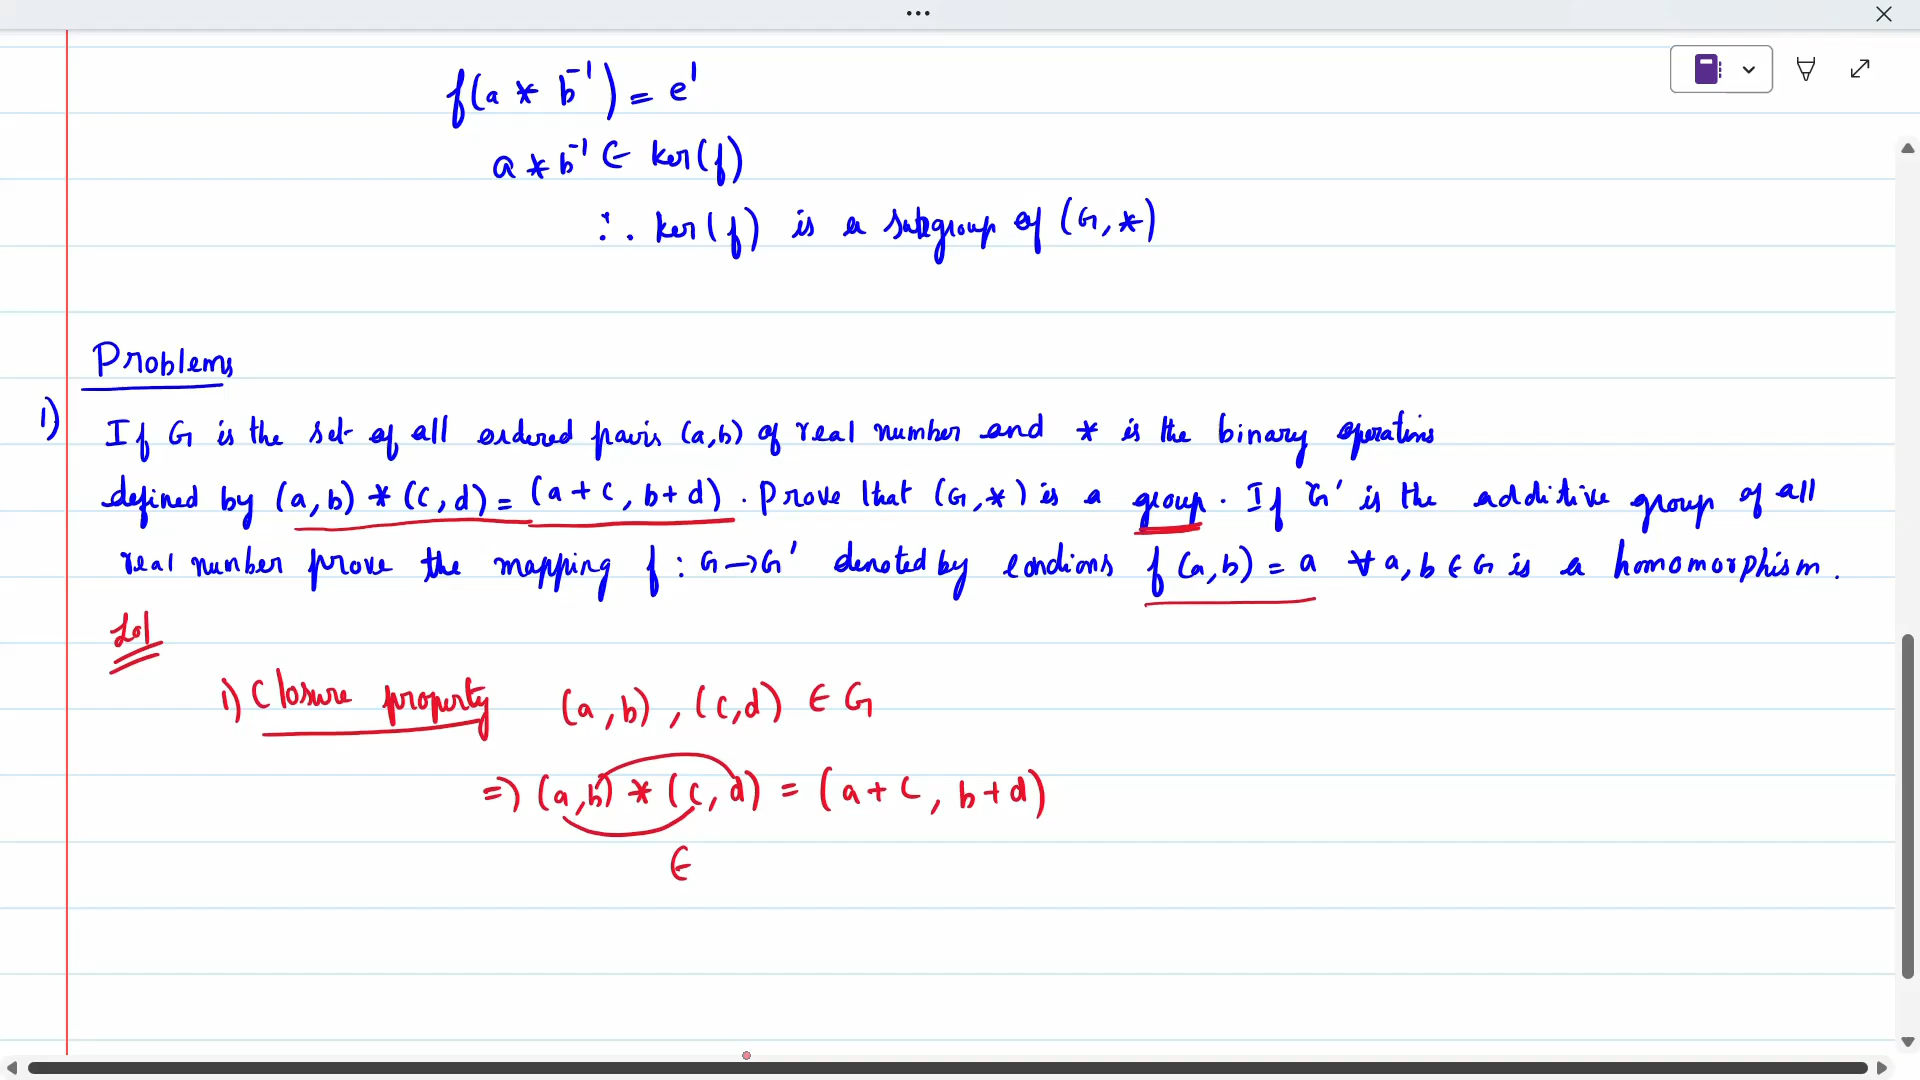 f(a * b⁻¹) = e'
a * b⁻¹ ∈ ker(f)
∴ ker(f) is a subgroup of (G, *)
Problems
1) If G is the set of all ordered pairs (a,b) of real number and * is the binary operations
defined by (a,b) * (c,d) = (a+c, b+d). Prove that (G,*) is a group. If G' is the additive group of all
real number prove the mapping f : G→G' denoted by condions f(a,b) = a ∀ a,b ∈ G is a homomorphism.
Sol
i) Closure property (a,b), (c,d) ∈ G
⇒ (a,b) * (c,d) = (a+c, b+d)
∈